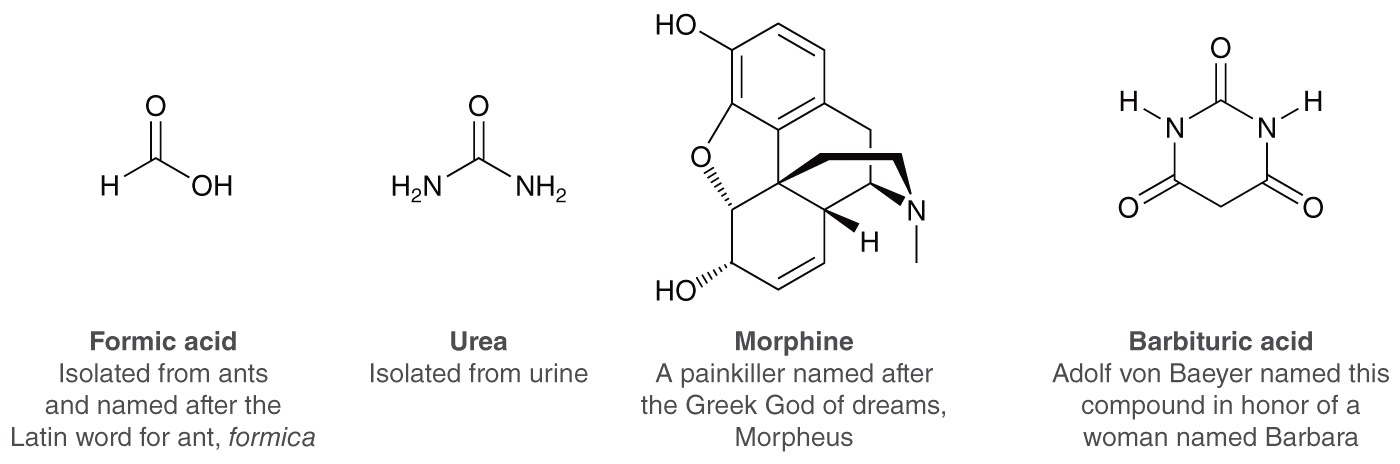 O
H
OH
Formic acid
Isolated from ants
and named after the
Latin word for ant, formica
O
H2N
NH2
Urea
Isolated from urine
HO
O
N
H
HO
Morphine
A painkiller named after
the Greek God of dreams,
Morpheus
O
H
H
N
N
O
O
Barbituric acid
Adolf von Baeyer named this
compound in honor of a
woman named Barbara